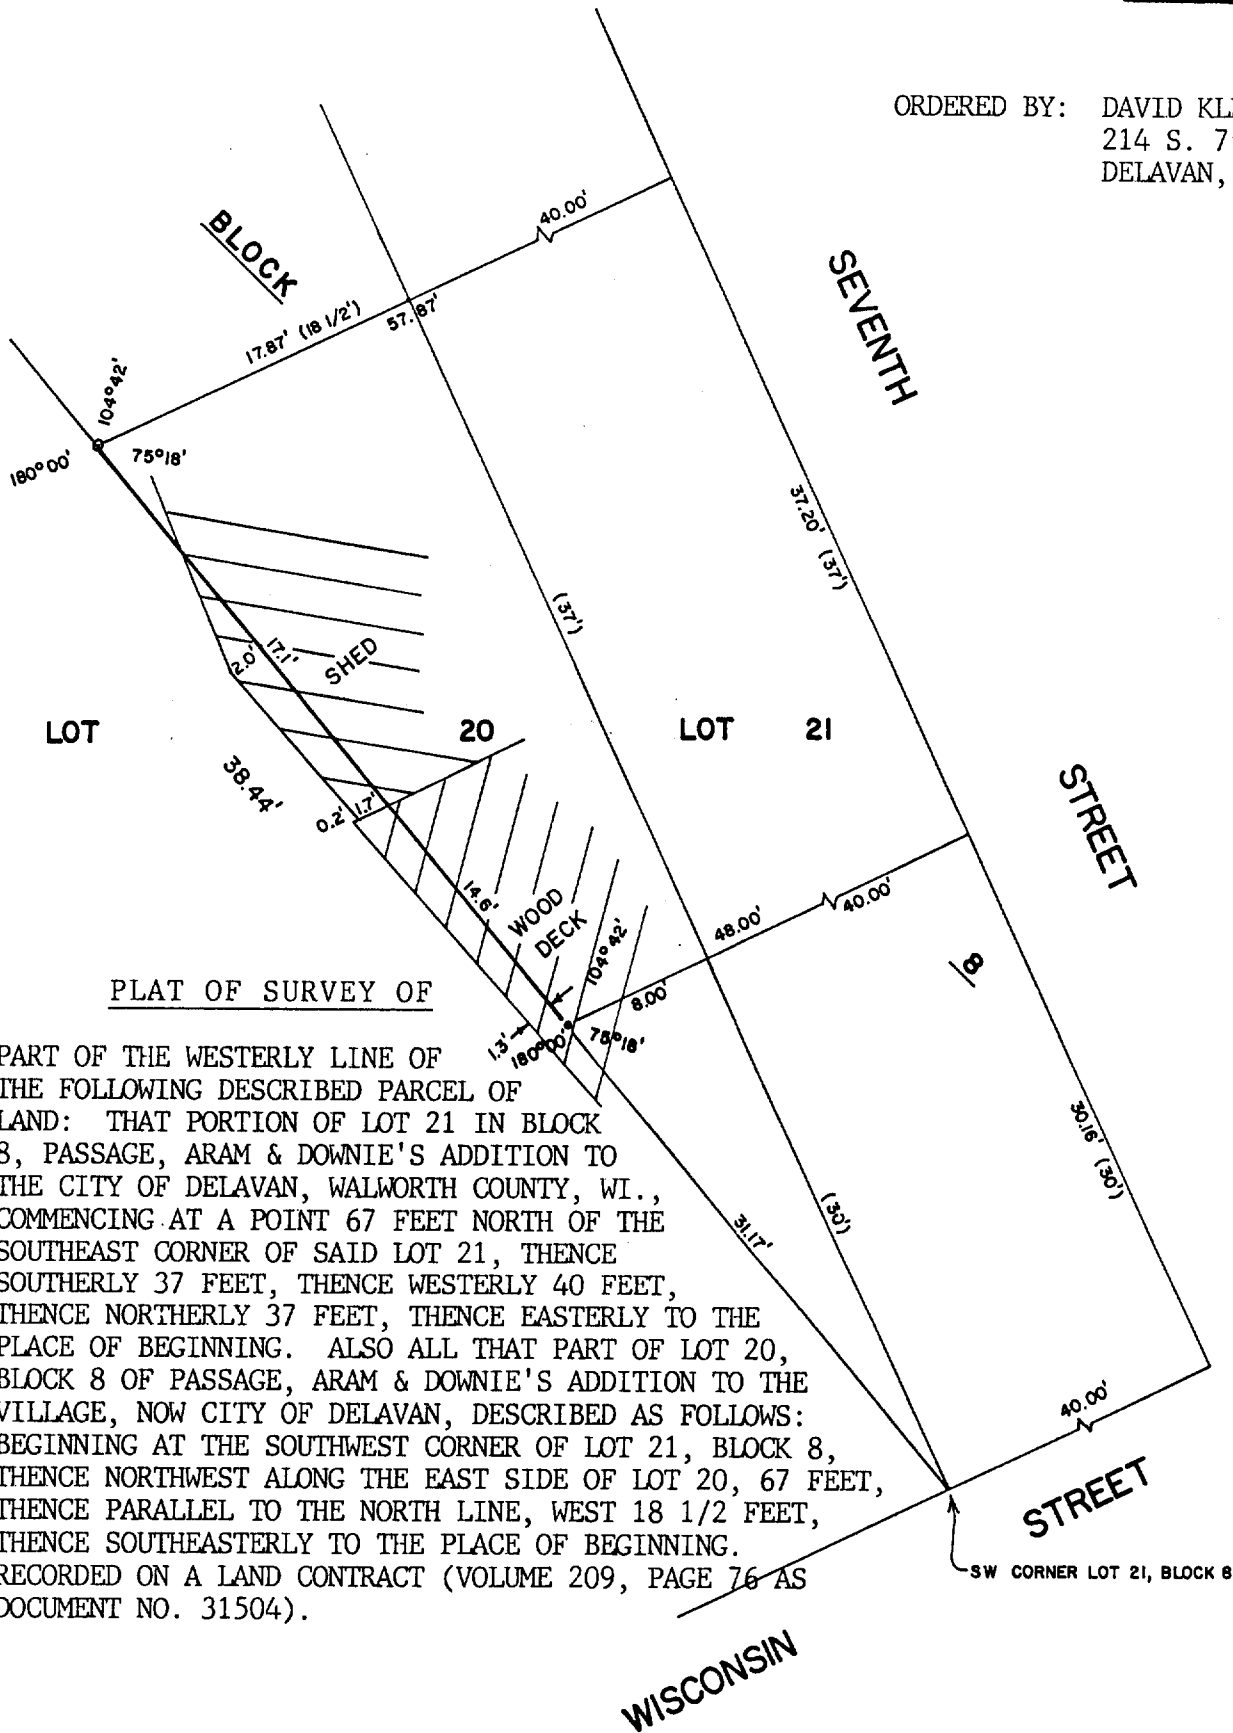 ORDERED BY: DAVID
214 S.
DELAVAN,
BLOCK
40.00'
17.87' (18 1/2')
57.87'
SEVENTH
104°42'
180°00'
75°18'
37.20' (37')
(37')
SHED
17.1'
2.0'
LOT
20
LOT 21
38.44'
0.2'
1.7'
STREET
14.6'
WOOD
DECK
104°42'
48.00'
40.00'
8.00'
8
1.3'
180°00'
75°18'
30.16' (30')
(30')
31.17'
40.00'
PLAT OF SURVEY OF
PART OF THE WESTERLY LINE OF
THE FOLLOWING DESCRIBED PARCEL OF
LAND: THAT PORTION OF LOT 21 IN BLOCK
8, PASSAGE, ARAM & DOWNIE'S ADDITION TO
THE CITY OF DELAVAN, WALWORTH COUNTY, WI.,
COMMENCING AT A POINT 67 FEET NORTH OF THE
SOUTHEAST CORNER OF SAID LOT 21, THENCE
SOUTHERLY 37 FEET, THENCE WESTERLY 40 FEET,
THENCE NORTHERLY 37 FEET, THENCE EASTERLY TO THE
PLACE OF BEGINNING. ALSO ALL THAT PART OF LOT 20,
BLOCK 8 OF PASSAGE, ARAM & DOWNIE'S ADDITION TO THE
VILLAGE, NOW CITY OF DELAVAN, DESCRIBED AS FOLLOWS:
BEGINNING AT THE SOUTHWEST CORNER OF LOT 21, BLOCK 8,
THENCE NORTHWEST ALONG THE EAST SIDE OF LOT 20, 67 FEET,
THENCE PARALLEL TO THE NORTH LINE, WEST 18 1/2 FEET,
THENCE SOUTHEASTERLY TO THE PLACE OF BEGINNING.
RECORDED ON A LAND CONTRACT (VOLUME 209, PAGE 76 AS
DOCUMENT NO. 31504).
SW CORNER LOT 21, BLOCK 8
WISCONSIN STREET